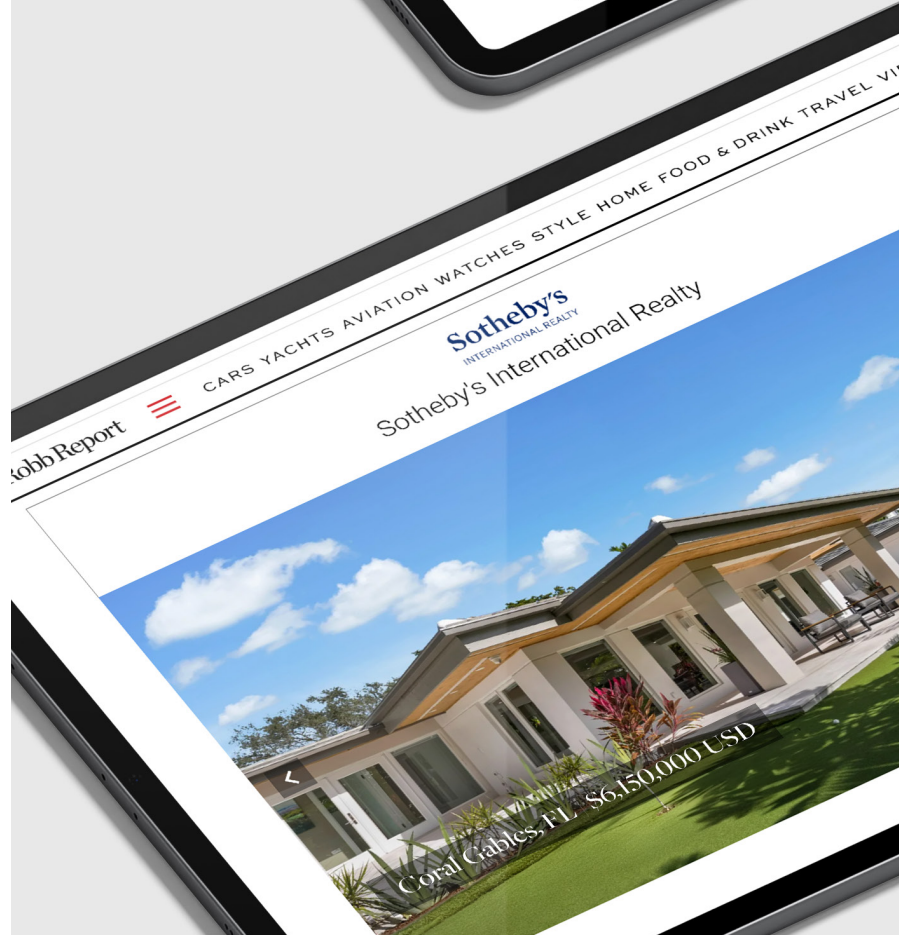 Robb Report
CARS YACHTS AVIATION WATCHES STYLE HOME FOOD & DRINK TRAVEL
Sotheby's
INTERNATIONAL REALTY
Sotheby's International Realty
Coral Gables, FL $6,150,000 USD